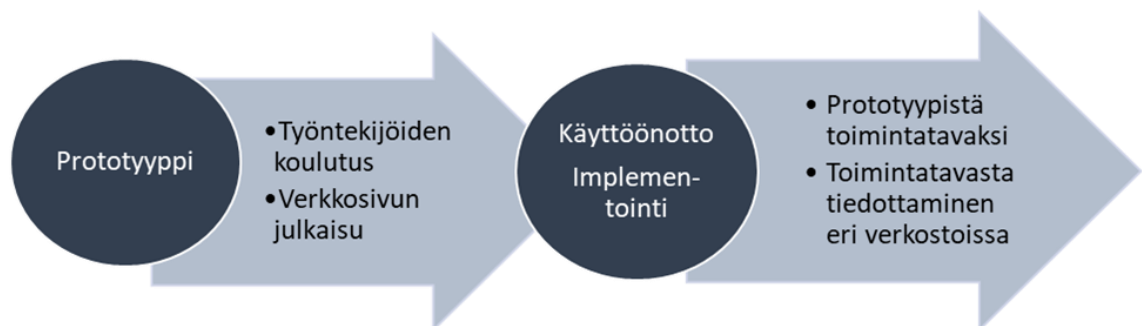 Prototyyppi
•Työntekijöiden
koulutus
•Verkkosivun
julkaisu
Käyttöönotto
Implemen-
tointi
• Prototyypistä
toimintatavaksi
• Toimintatavasta
tiedottaminen
eri verkostoissa